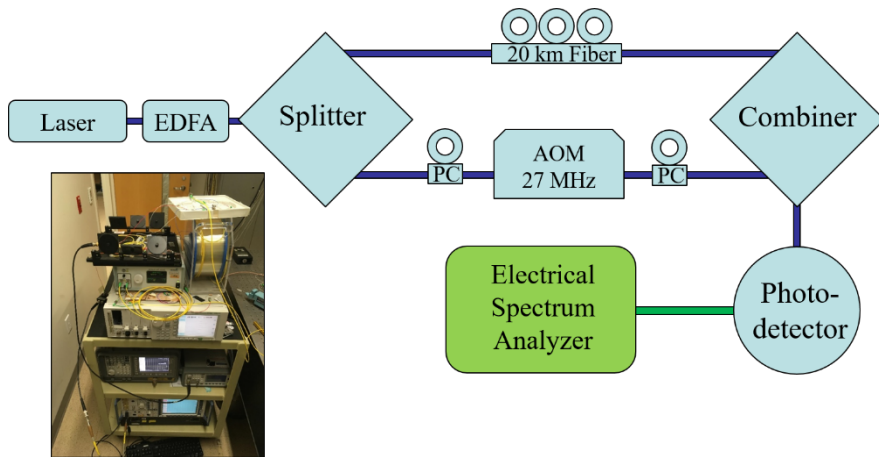 20 km Fiber
Laser
EDFA
Splitter
Combiner
PC
AOM
27 MHz
PC
Electrical
Spectrum
Analyzer
Photo-
detector